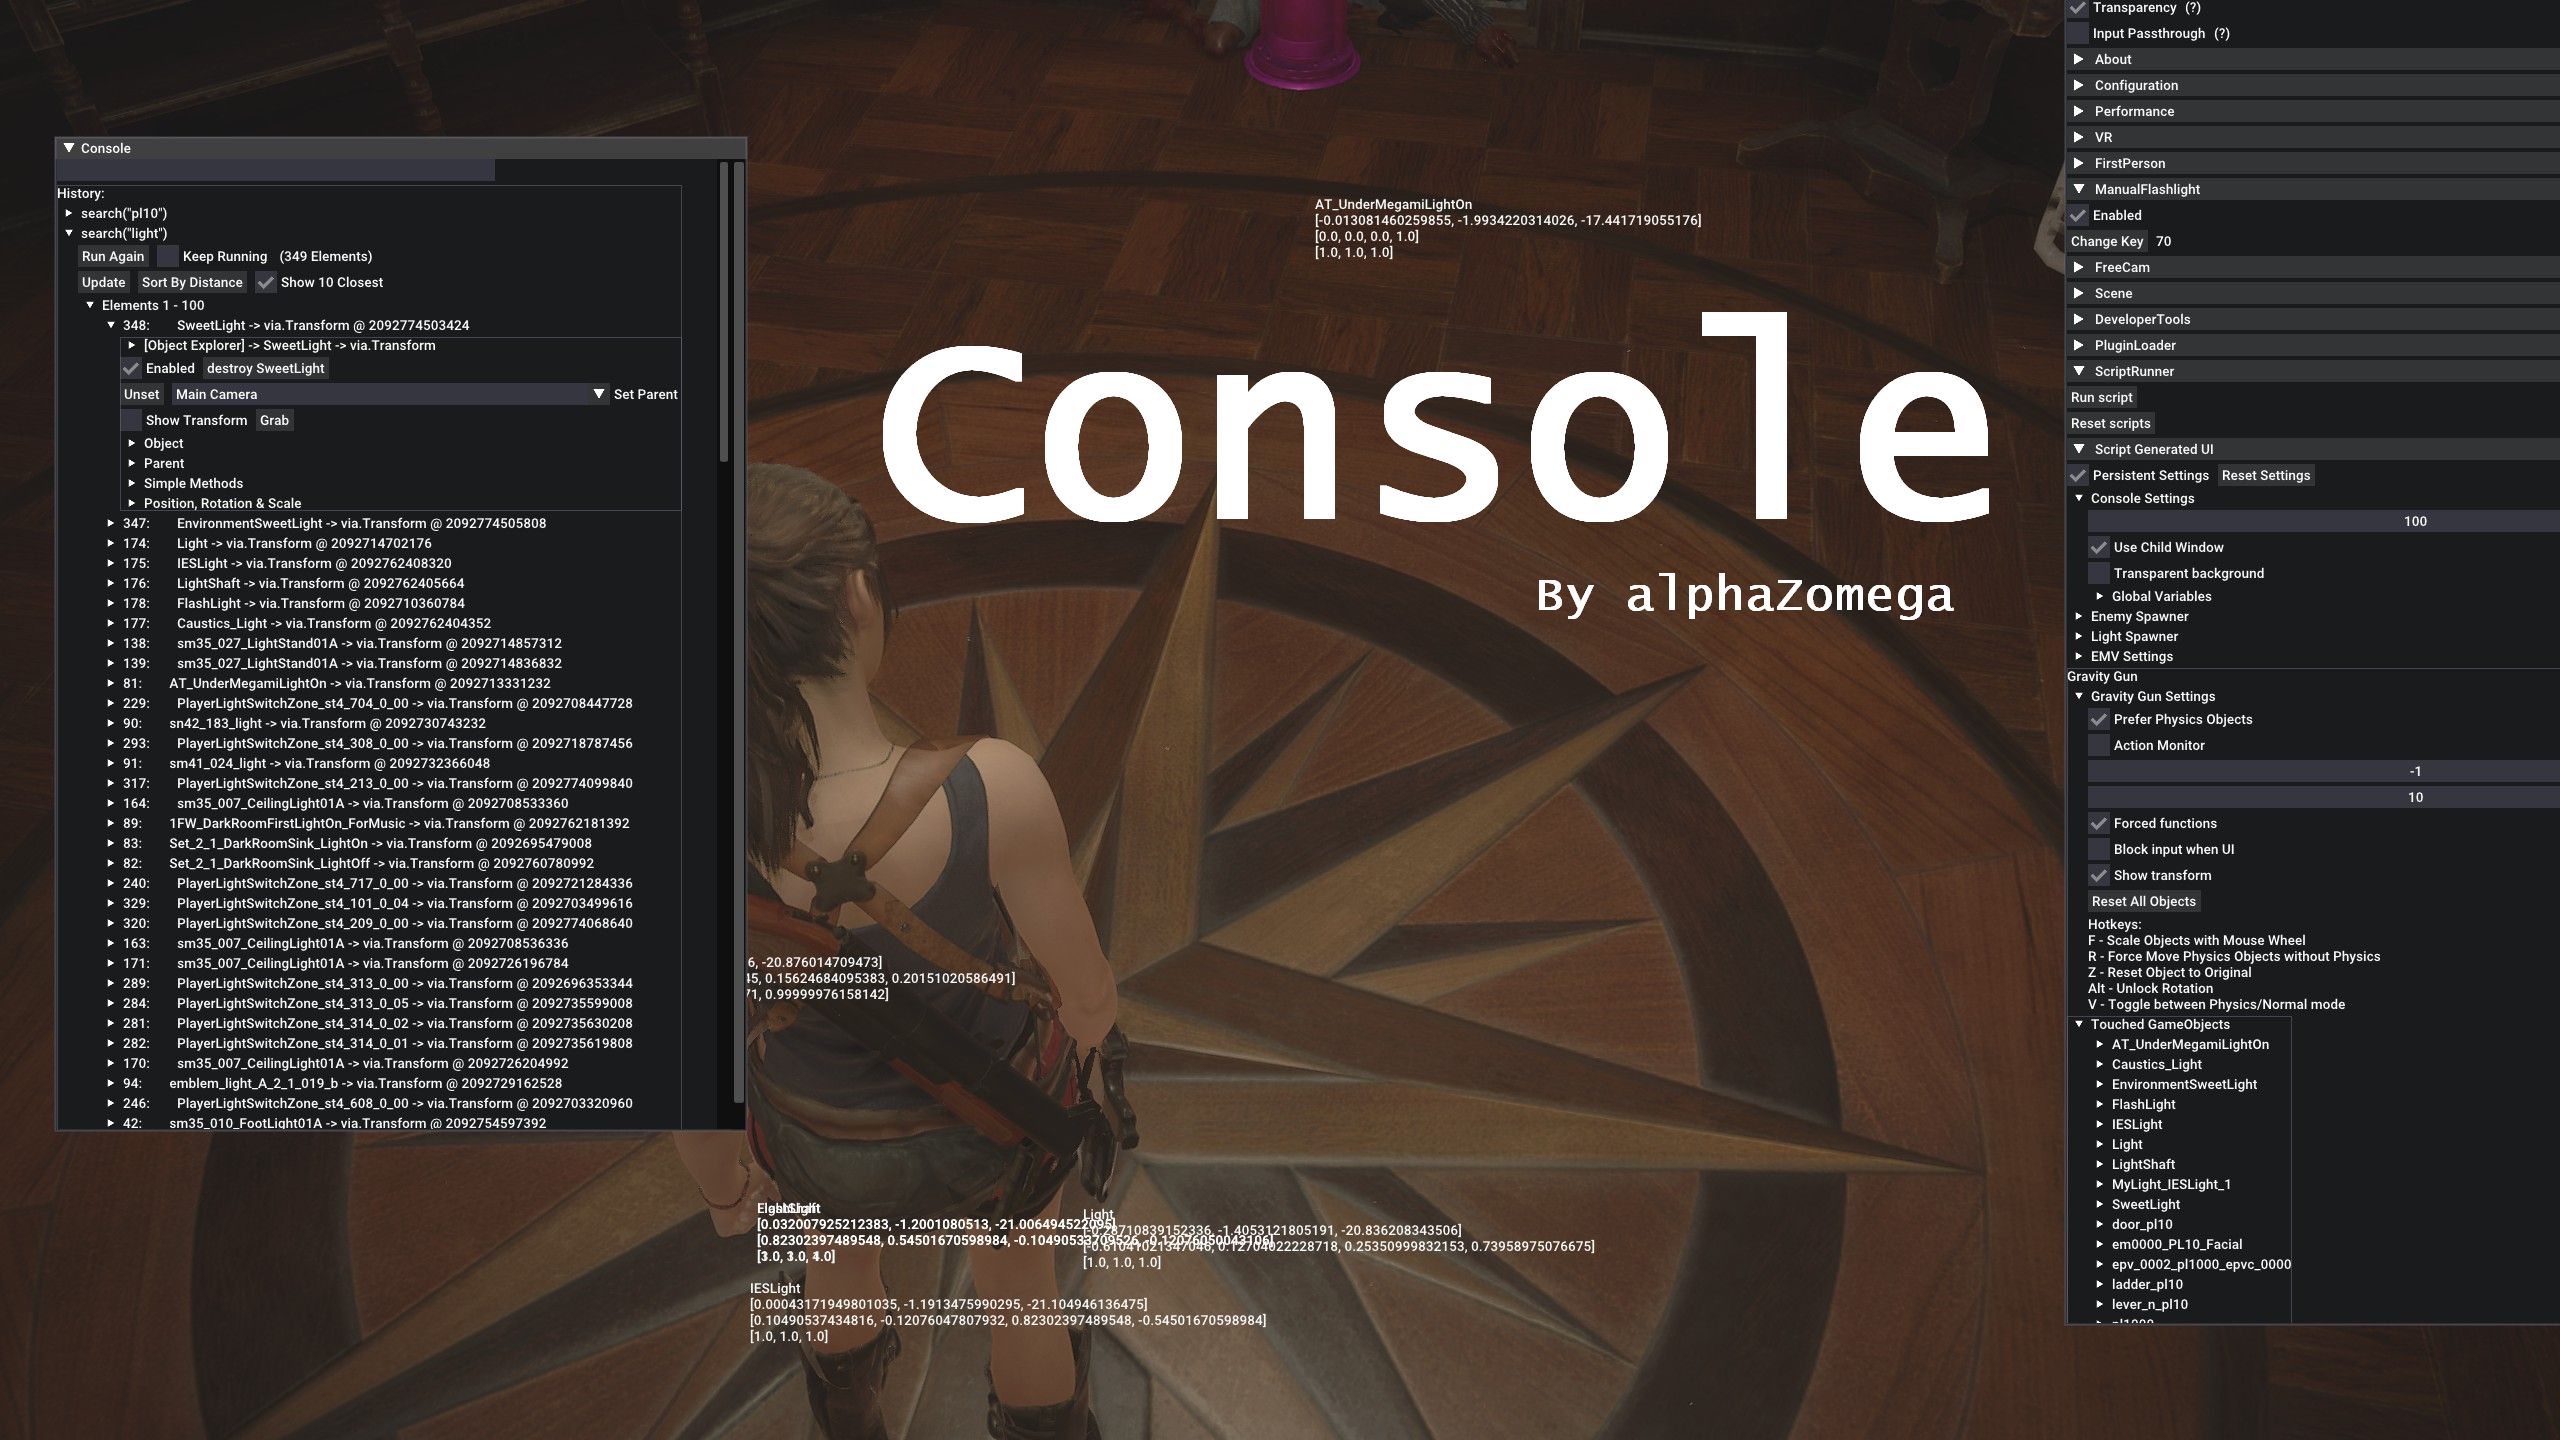 Console
History:
search("pl10")
search("light")
Run Again Keep Running (349 Elements)
Update Sort By Distance Show 10 Closest
Elements 1 - 100
348: SweetLight -> via.Transform @ 2092774503424
[Object Explorer] -> SweetLight -> via.Transform
Enabled destroy SweetLight
Unset Main Camera Set Parent
Show Transform Grab
Object
Parent
Simple Methods
Position, Rotation & Scale
347: EnvironmentSweetLight -> via.Transform @ 2092774505808
174: Light -> via.Transform @ 2092714702176
175: IESLight -> via.Transform @ 2092762408320
176: LightShaft -> via.Transform @ 2092762405664
178: FlashLight -> via.Transform @ 2092710360784
177: Caustics_Light -> via.Transform @ 2092762404352
138: sm35_027_LightStand01A -> via.Transform @ 2092714857312
139: sm35_027_LightStand01A -> via.Transform @ 2092714836832
81: AT_UnderMegamiLightOn -> via.Transform @ 2092713331232
229: PlayerLightSwitchZone_st4_704_0_00 -> via.Transform @ 2092708447728
90: sn42_183_light -> via.Transform @ 2092730743232
293: PlayerLightSwitchZone_st4_308_0_00 -> via.Transform @ 2092718787456
91: sm41_024_light -> via.Transform @ 2092732366048
317: PlayerLightSwitchZone_st4_213_0_00 -> via.Transform @ 2092774099840
164: sm35_007_CeilingLight01A -> via.Transform @ 2092708533360
89: 1FW_DarkRoomFirstLightOn_ForMusic -> via.Transform @ 2092762181392
83: Set_2_1_DarkRoomSink_LightOn -> via.Transform @ 2092695479008
82: Set_2_1_DarkRoomSink_LightOff -> via.Transform @ 2092760780992
240: PlayerLightSwitchZone_st4_717_0_00 -> via.Transform @ 2092721284336
329: PlayerLightSwitchZone_st4_101_0_04 -> via.Transform @ 2092703499616
320: PlayerLightSwitchZone_st4_209_0_00 -> via.Transform @ 2092774068640
163: sm35_007_CeilingLight01A -> via.Transform @ 2092708536336
171: sm35_007_CeilingLight01A -> via.Transform @ 2092726196784
289: PlayerLightSwitchZone_st4_313_0_00 -> via.Transform @ 2092696353344
284: PlayerLightSwitchZone_st4_313_0_05 -> via.Transform @ 2092735599008
281: PlayerLightSwitchZone_st4_314_0_02 -> via.Transform @ 2092735630208
282: PlayerLightSwitchZone_st4_314_0_01 -> via.Transform @ 2092735619808
170: sm35_007_CeilingLight01A -> via.Transform @ 2092726204992
94: emblem_light_A_2_1_019_b -> via.Transform @ 2092729162528
246: PlayerLightSwitchZone_st4_608_0_00 -> via.Transform @ 2092703320960
42: sm35_010_FootLight01A -> via.Transform @ 2092754597392
AT_UnderMegamiLightOn
[-0.013081460259855, -1.9934220314026, -17.441719055176]
[0.0, 0.0, 0.0, 1.0]
[1.0, 1.0, 1.0]
Console
By alphaZomega
6, -20.876014709473]
45, 0.15624684095383, 0.20151020586491]
71, 0.99999976158142]
[0.032007925212383, -1.2001080513, -21.006494522095]
[0.82302397489548, 0.54501670598984, -0.10490533709526, -0.12076050043106]
Light
-1.4053121805191, -20.836208343506]
0.25350999832153, 0.73958975076675]
[1.0, 1.0, 1.0]
IESLight
[0.00043171949801035, -1.1913475990295, -21.104946136475]
[0.10490537434816, -0.12076047807932, 0.82302397489548, -0.54501670598984]
[1.0, 1.0, 1.0]
Transparency (?)
Input Passthrough (?)
About
Configuration
Performance
VR
FirstPerson
ManualFlashlight
Enabled
Change Key 70
FreeCam
Scene
DeveloperTools
PluginLoader
ScriptRunner
Run script
Reset scripts
Script Generated UI
Persistent Settings Reset Settings
Console Settings
100
Use Child Window
Transparent background
Global Variables
Enemy Spawner
Light Spawner
EMV Settings
Gravity Gun
Gravity Gun Settings
Prefer Physics Objects
Action Monitor
-1
10
Forced functions
Block input when UI
Show transform
Reset All Objects
Hotkeys:
F - Scale Objects with Mouse Wheel
R - Force Move Physics Objects without Physics
Z - Reset Object to Original
Alt - Unlock Rotation
V - Toggle between Physics/Normal mode
Touched GameObjects
AT_UnderMegamiLightOn
Caustics_Light
EnvironmentSweetLight
FlashLight
IESLight
Light
LightShaft
MyLight_IESLight_1
SweetLight
door_pl10
em0000_PL10_Facial
epv_0002_pl1000_epvc_0000
ladder_pl10
lever_n_pl10